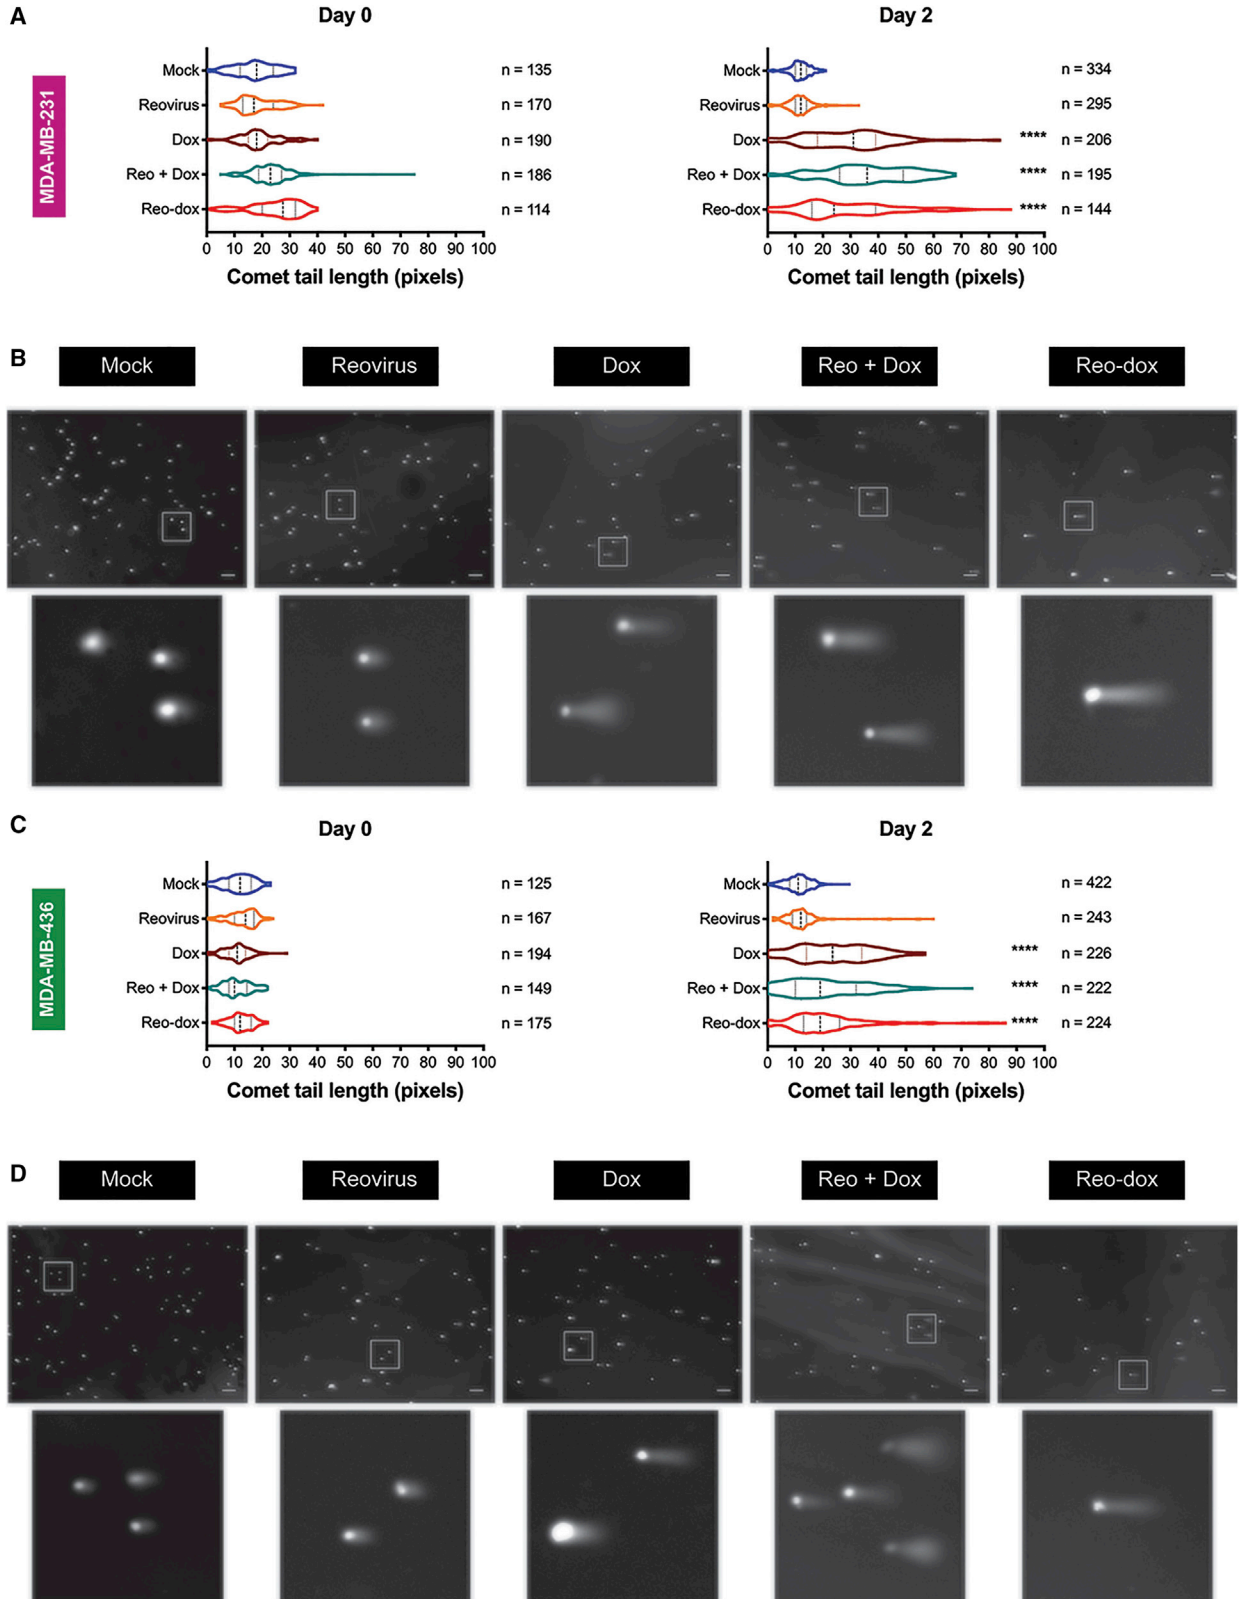 A
Day 0
Day 2
MDA-MB-231
Mock
n = 135
Reovirus
n = 170
Dox
n = 190
Reo + Dox
n = 186
Reo-dox
n = 114
0 10 20 30 40 50 60 70 80 90 100
Comet tail length (pixels)
Mock
n = 334
Reovirus
n = 295
Dox
**** n = 206
Reo + Dox
**** n = 195
Reo-dox
**** n = 144
0 10 20 30 40 50 60 70 80 90 100
Comet tail length (pixels)
B
Mock
Reovirus
Dox
Reo + Dox
Reo-dox
C
Day 0
Day 2
MDA-MB-436
Mock
n = 125
Reovirus
n = 167
Dox
n = 194
Reo + Dox
n = 149
Reo-dox
n = 175
0 10 20 30 40 50 60 70 80 90 100
Comet tail length (pixels)
Mock
n = 422
Reovirus
n = 243
Dox
**** n = 226
Reo + Dox
**** n = 222
Reo-dox
**** n = 224
0 10 20 30 40 50 60 70 80 90 100
Comet tail length (pixels)
D
Mock
Reovirus
Dox
Reo + Dox
Reo-dox